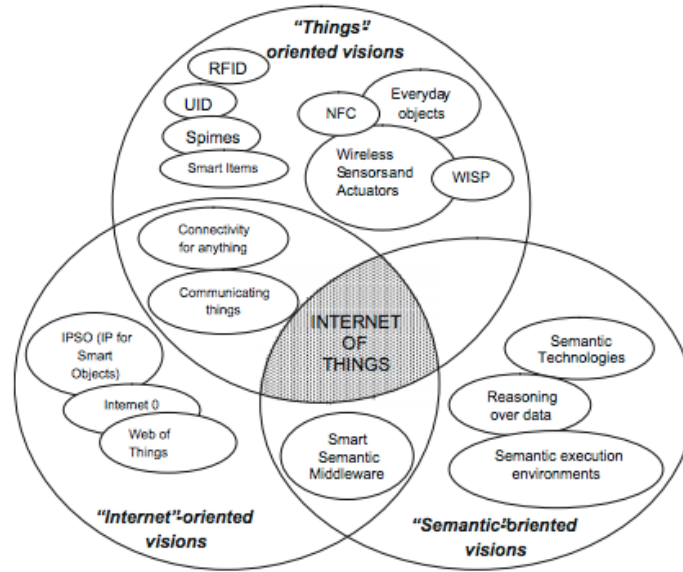 “Things”-
oriented visions
RFID
UID
Spimes
Smart Items
NFC
Everyday
objects
Wireless
Sensors and
Actuators
WISP
Connectivity
for anything
Communicating
things
INTERNET
OF
THINGS
IPSO (IP for
Smart
Objects)
Internet 0
Web of
Things
Semantic
Technologies
Reasoning
over data
Semantic execution
environments
Smart
Semantic
Middleware
“Internet”-oriented
visions
“Semantic”-oriented
visions